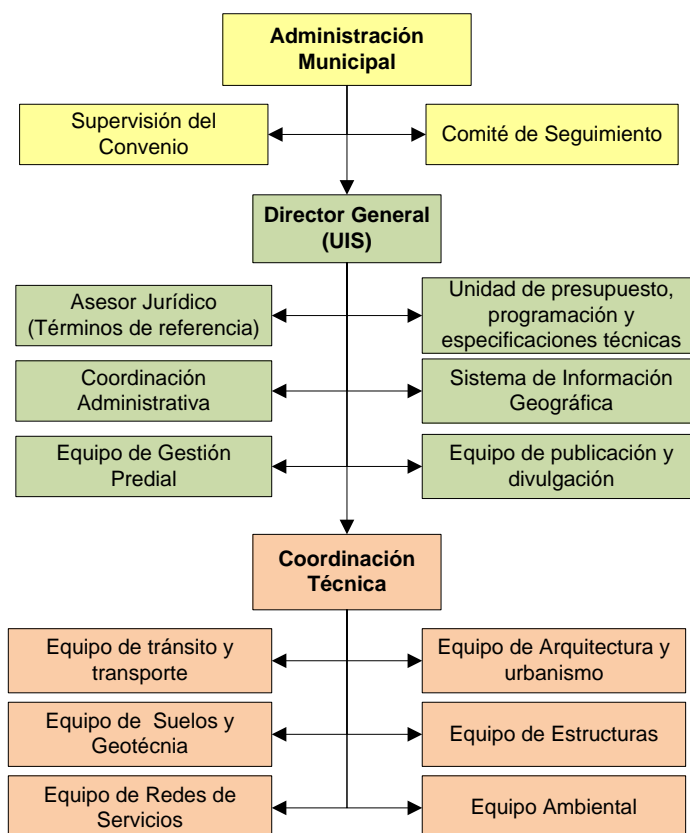 Administración
Municipal
Supervisión del
Convenio
Comité de Seguimiento
Director General
(UIS)
Asesor Jurídico
(Términos de referencia)
Unidad de presupuesto,
programación y
especificaciones técnicas
Coordinación
Administrativa
Sistema de Información
Geográfica
Equipo de Gestión
Predial
Equipo de publicación y
divulgación
Coordinación
Técnica
Equipo de tránsito y
transporte
Equipo de Arquitectura y
urbanismo
Equipo de Suelos y
Geotécnia
Equipo de Estructuras
Equipo de Redes de
Servicios
Equipo Ambiental